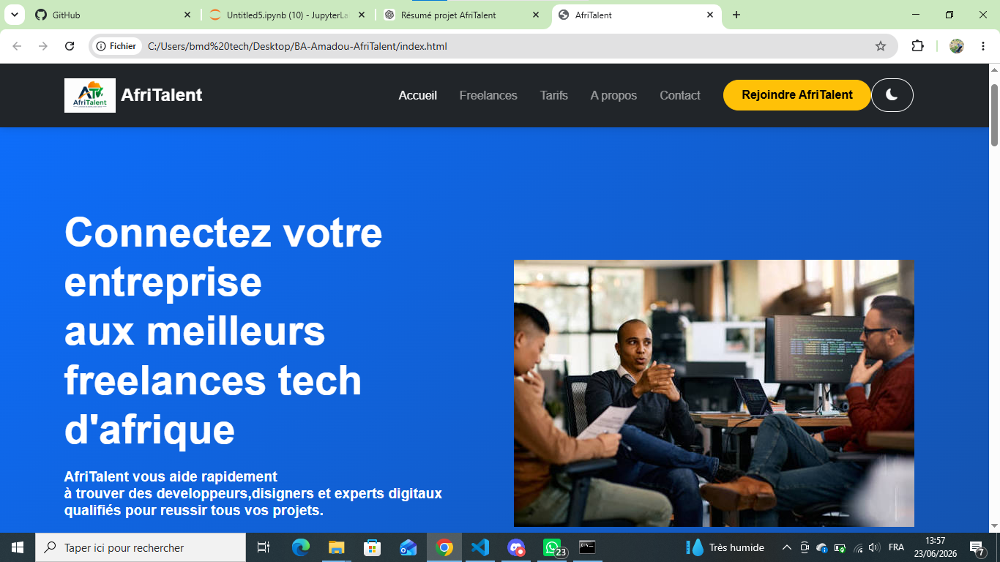 GitHub
Untitled5.ipynb (10) - JupyterLa
Résumé projet AfriTalent
AfriTalent
Fichier
C:/Users/bmd%20tech/Desktop/BA-Amadou-AfriTalent/index.html
AfriTalent
AfriTalent
Accueil
Freelances
Tarifs
A propos
Contact
Rejoindre AfriTalent
Connectez votre
entreprise
aux meilleurs
freelances tech
d'afrique
AfriTalent vous aide rapidement
à trouver des developpeurs,disigners et experts digitaux
qualifiés pour reussir tous vos projets.
Taper ici pour rechercher
23
Très humide
FRA
13:57
23/06/2026
7